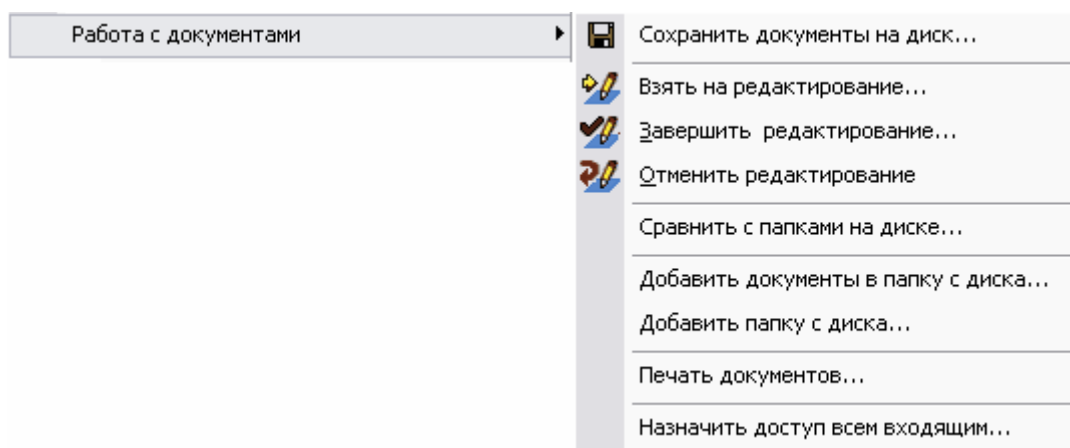 Работа с документами
Сохранить документы на диск...
Взять на редактирование...
Завершить  редактирование...
Отменить редактирование
Сравнить с папками на диске...
Добавить документы в папку с диска...
Добавить папку с диска...
Печать документов...
Назначить доступ всем входящим...